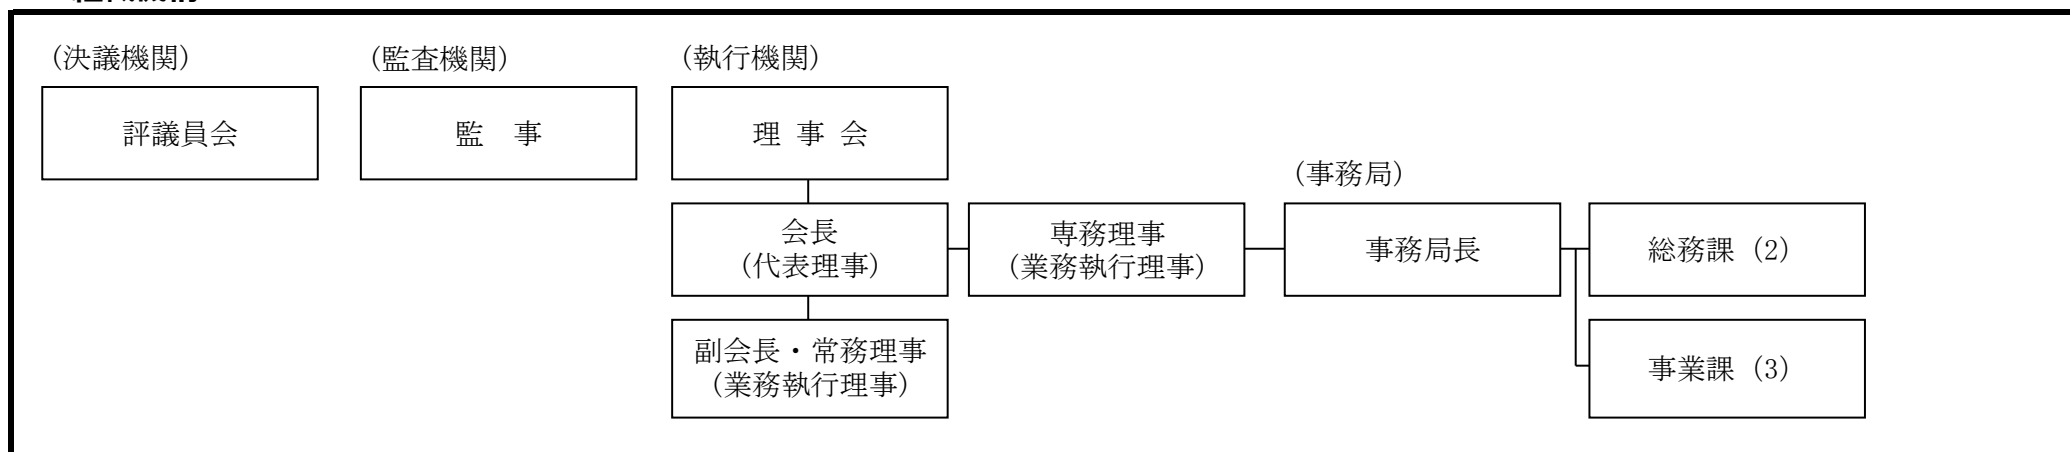 (決議機関)
(監査機関)
(執行機関)
評議員会
監　事
理 事 会
(事務局)
会長
(代表理事)
専務理事
(業務執行理事)
事務局長
総務課 (2)
副会長・常務理事
(業務執行理事)
事業課 (3)